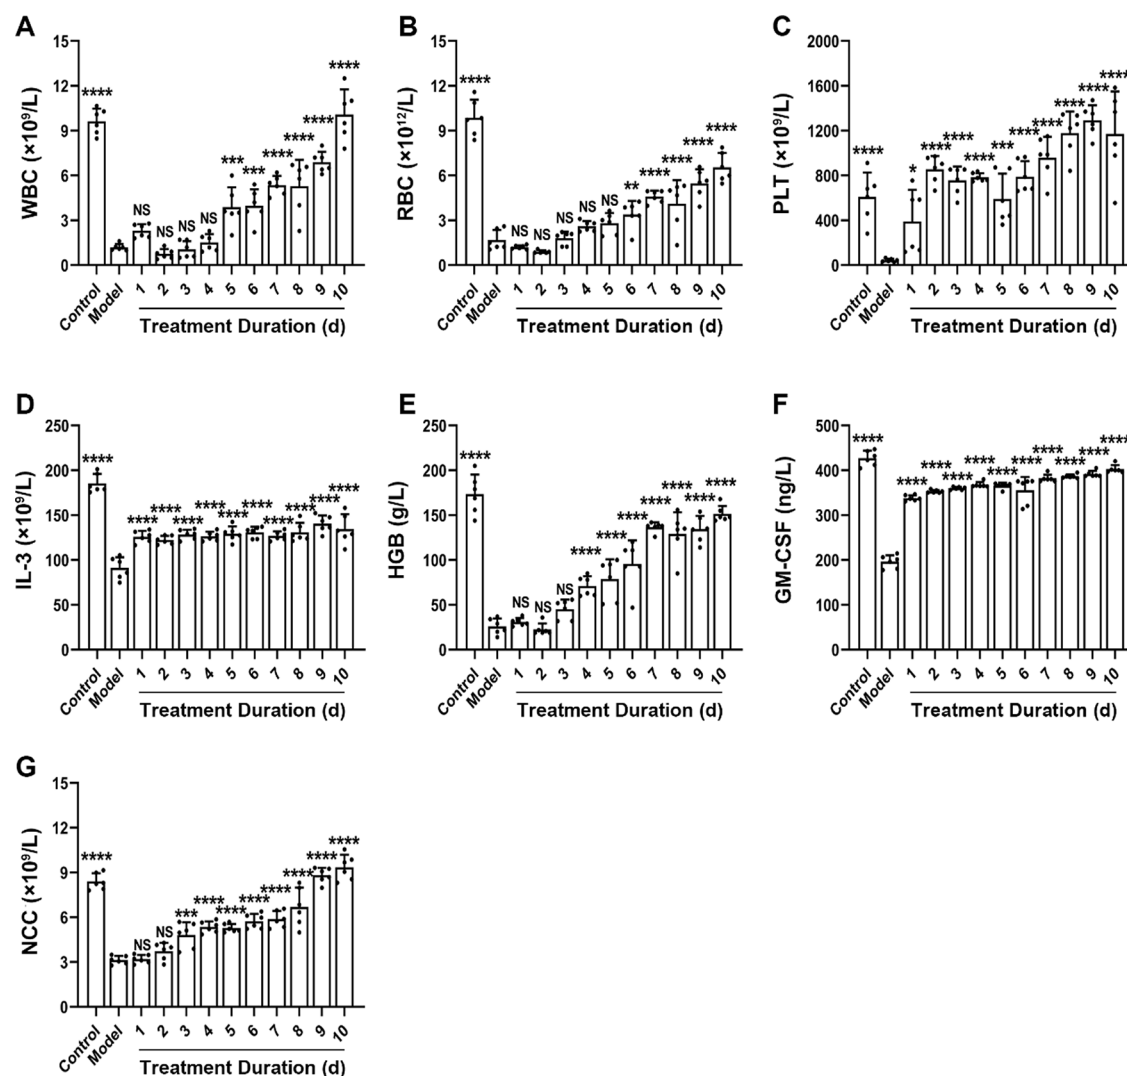 A
WBC (×10⁹/L)
15
12
9
6
3
0
**** NS NS NS NS *** *** **** **** **** ****
Control Model 1 2 3 4 5 6 7 8 9 10
Treatment Duration (d)
B
RBC (×10¹²/L)
15
12
9
6
3
0
**** NS NS NS NS NS ** **** **** **** ****
Control Model 1 2 3 4 5 6 7 8 9 10
Treatment Duration (d)
C
PLT (×10⁹/L)
2000
1600
1200
800
400
0
**** * **** **** **** *** **** **** **** **** ****
Control Model 1 2 3 4 5 6 7 8 9 10
Treatment Duration (d)
D
IL-3 (×10⁹/L)
250
200
150
100
50
0
**** **** **** **** **** **** **** **** **** **** ****
Control Model 1 2 3 4 5 6 7 8 9 10
Treatment Duration (d)
E
HGB (g/L)
250
200
150
100
50
0
**** NS NS NS **** **** **** **** **** **** ****
Control Model 1 2 3 4 5 6 7 8 9 10
Treatment Duration (d)
F
GM-CSF (ng/L)
500
400
300
200
100
0
**** **** **** **** **** **** **** **** **** **** ****
Control Model 1 2 3 4 5 6 7 8 9 10
Treatment Duration (d)
G
NCC (×10⁹/L)
15
12
9
6
3
0
**** NS NS *** **** **** **** **** **** **** ****
Control Model 1 2 3 4 5 6 7 8 9 10
Treatment Duration (d)